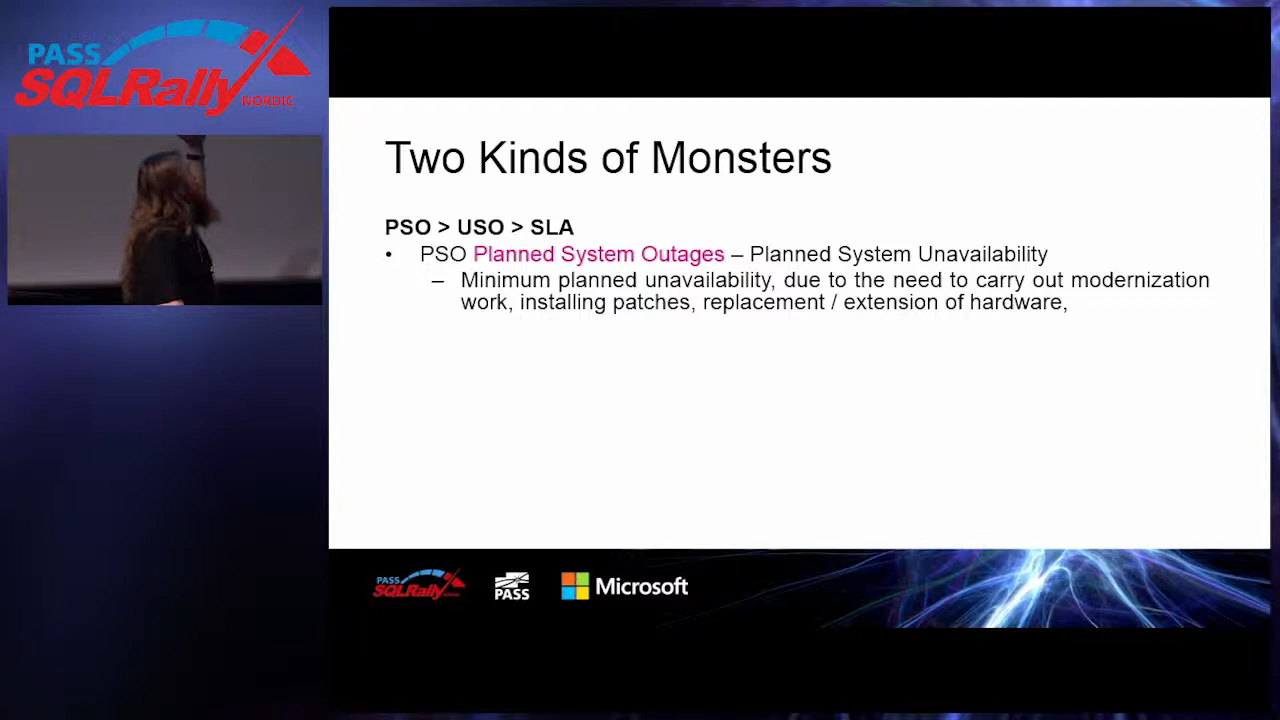 PASS
SQLRally
NORDIC
Two Kinds of Monsters
PSO > USO > SLA
• PSO Planned System Outages – Planned System Unavailability
– Minimum planned unavailability, due to the need to carry out modernization
work, installing patches, replacement / extension of hardware,
PASS
SQLRally
PASS
Microsoft